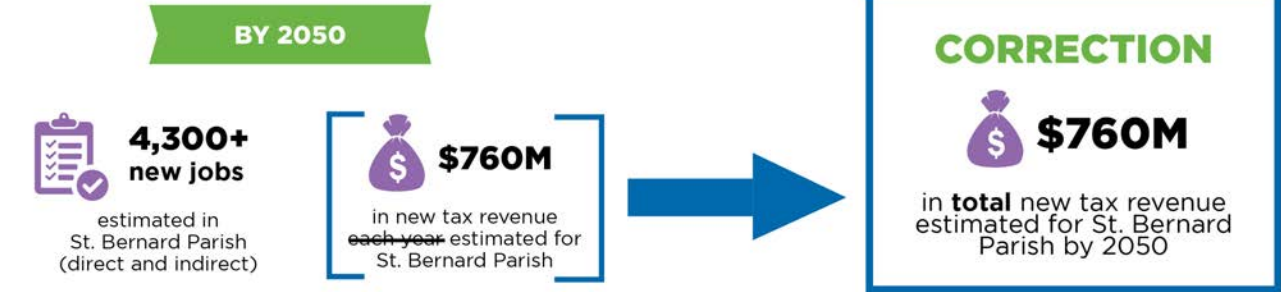 BY 2050
4,300+
new jobs
estimated in
St. Bernard Parish
(direct and indirect)
$
$760M
in new tax revenue
each year estimated for
St. Bernard Parish
CORRECTION
$
$760M
in total new tax revenue
estimated for St. Bernard
Parish by 2050